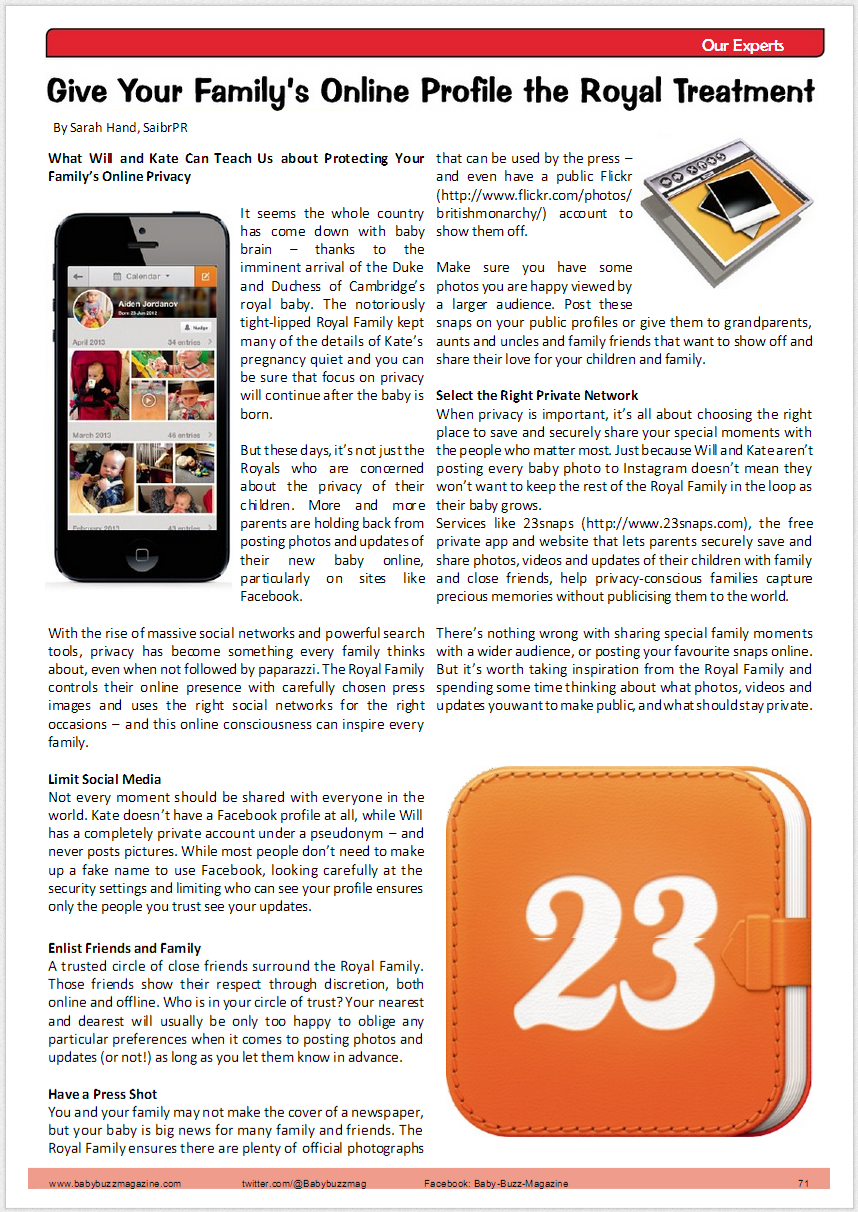 Our Experts
Give Your Family's Online Profile the Royal Treatment
By Sarah Hand, SaibrPR
What Will and Kate Can Teach Us about Protecting Your
Family’s Online Privacy
Calendar
Aiden Jordanov
Born 23 Jun 2012
Nudge
April 2013 34 entries
March 2013 46 entries
February 2013 43 entries
It seems the whole country
has come down with baby
brain – thanks to the
imminent arrival of the Duke
and Duchess of Cambridge’s
royal baby. The notoriously
tight-lipped Royal Family kept
many of the details of Kate’s
pregnancy quiet and you can
be sure that focus on privacy
will continue after the baby is
born.
But these days, it’s not just the
Royals who are concerned
about the privacy of their
children. More and more
parents are holding back from
posting photos and updates of
their new baby online,
particularly on sites like
Facebook.
With the rise of massive social networks and powerful search
tools, privacy has become something every family thinks
about, even when not followed by paparazzi. The Royal Family
controls their online presence with carefully chosen press
images and uses the right social networks for the right
occasions – and this online consciousness can inspire every
family.
Limit Social Media
Not every moment should be shared with everyone in the
world. Kate doesn’t have a Facebook profile at all, while Will
has a completely private account under a pseudonym – and
never posts pictures. While most people don’t need to make
up a fake name to use Facebook, looking carefully at the
security settings and limiting who can see your profile ensures
only the people you trust see your updates.
Enlist Friends and Family
A trusted circle of close friends surround the Royal Family.
Those friends show their respect through discretion, both
online and offline. Who is in your circle of trust? Your nearest
and dearest will usually be only too happy to oblige any
particular preferences when it comes to posting photos and
updates (or not!) as long as you let them know in advance.
Have a Press Shot
You and your family may not make the cover of a newspaper,
but your baby is big news for many family and friends. The
Royal Family ensures there are plenty of official photographs
that can be used by the press –
and even have a public Flickr
(http://www.flickr.com/photos/
britishmonarchy/) account to
show them off.
Make sure you have some
photos you are happy viewed by
a larger audience. Post these
snaps on your public profiles or give them to grandparents,
aunts and uncles and family friends that want to show off and
share their love for your children and family.
Select the Right Private Network
When privacy is important, it’s all about choosing the right
place to save and securely share your special moments with
the people who matter most. Just because Will and Kate aren’t
posting every baby photo to Instagram doesn’t mean they
won’t want to keep the rest of the Royal Family in the loop as
their baby grows.
Services like 23snaps (http://www.23snaps.com), the free
private app and website that lets parents securely save and
share photos, videos and updates of their children with family
and close friends, help privacy-conscious families capture
precious memories without publicising them to the world.
There’s nothing wrong with sharing special family moments
with a wider audience, or posting your favourite snaps online.
But it’s worth taking inspiration from the Royal Family and
spending some time thinking about what photos, videos and
updates you want to make public, and what should stay private.
23
www.babybuzzmagazine.com twitter.com/@Babybuzzmag Facebook: Baby-Buzz-Magazine 71